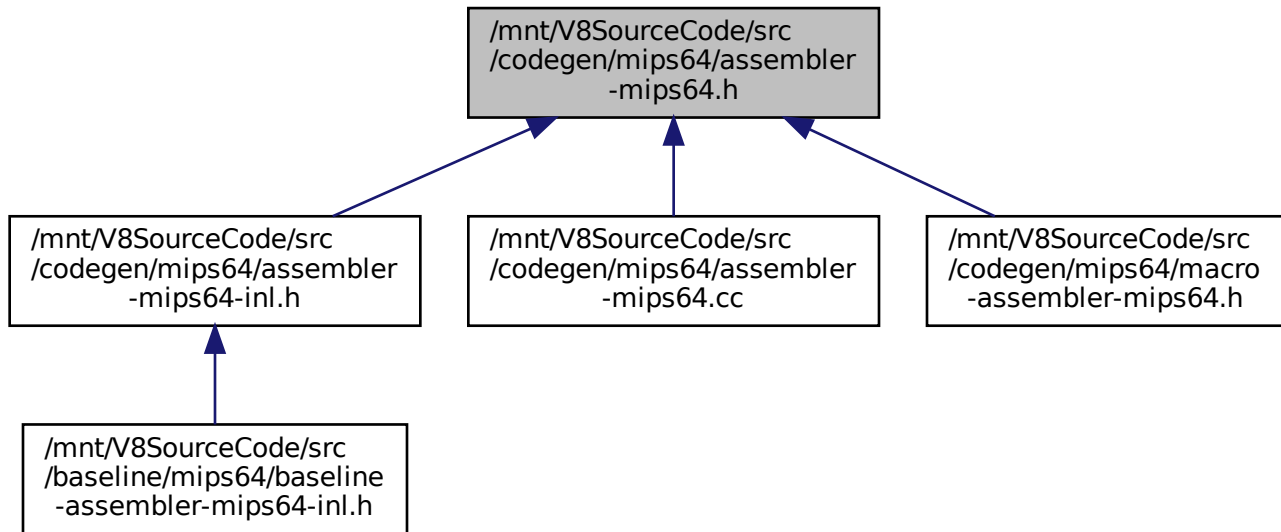 /mnt/V8SourceCode/src
/codegen/mips64/assembler
-mips64.h
/mnt/V8SourceCode/src
/codegen/mips64/assembler
-mips64-inl.h
/mnt/V8SourceCode/src
/codegen/mips64/assembler
-mips64.cc
/mnt/V8SourceCode/src
/codegen/mips64/macro
-assembler-mips64.h
/mnt/V8SourceCode/src
/baseline/mips64/baseline
-assembler-mips64-inl.h